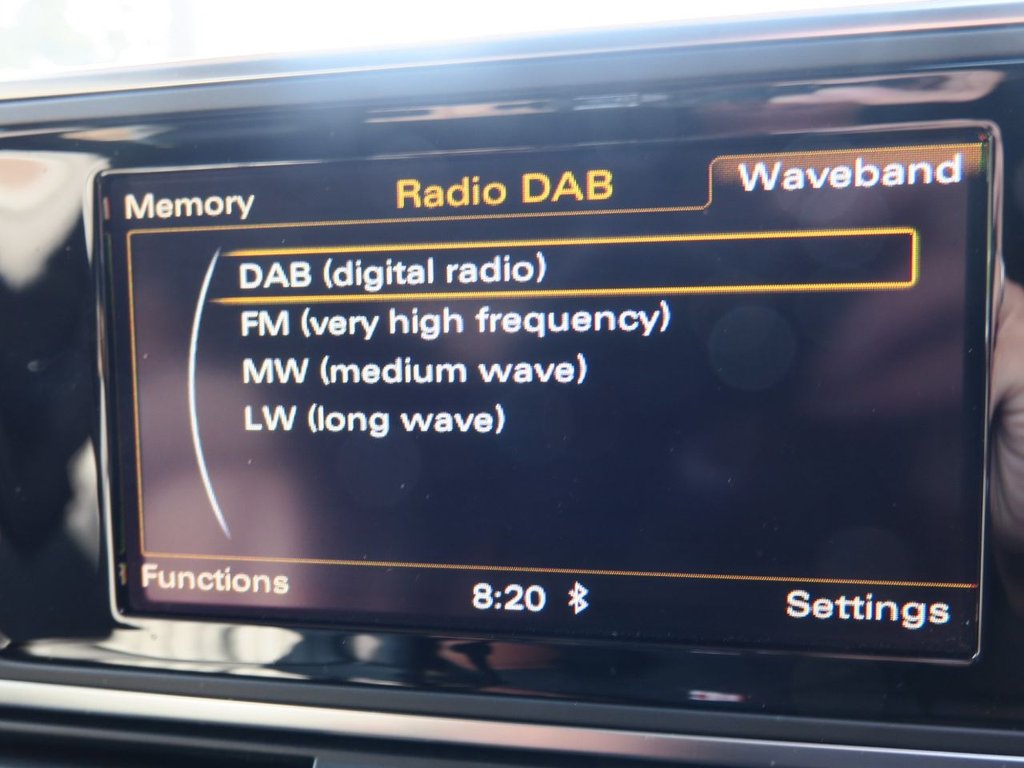 Memory
Radio DAB
Waveband
DAB (digital radio)
FM (very high frequency)
MW (medium wave)
LW (long wave)
Functions
8:20
Settings